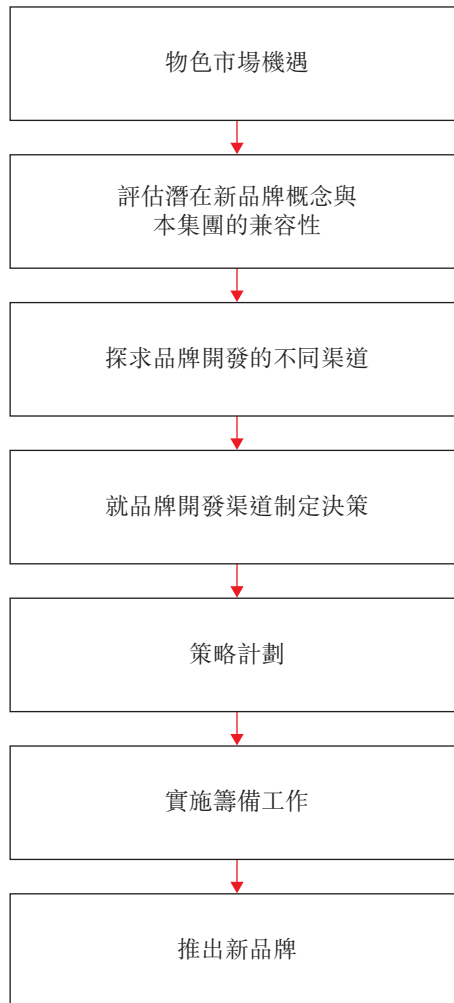 物色市場機遇
評估潛在新品牌概念與
本集團的兼容性
探求品牌開發的不同渠道
就品牌開發渠道制定決策
策略計劃
實施籌備工作
推出新品牌